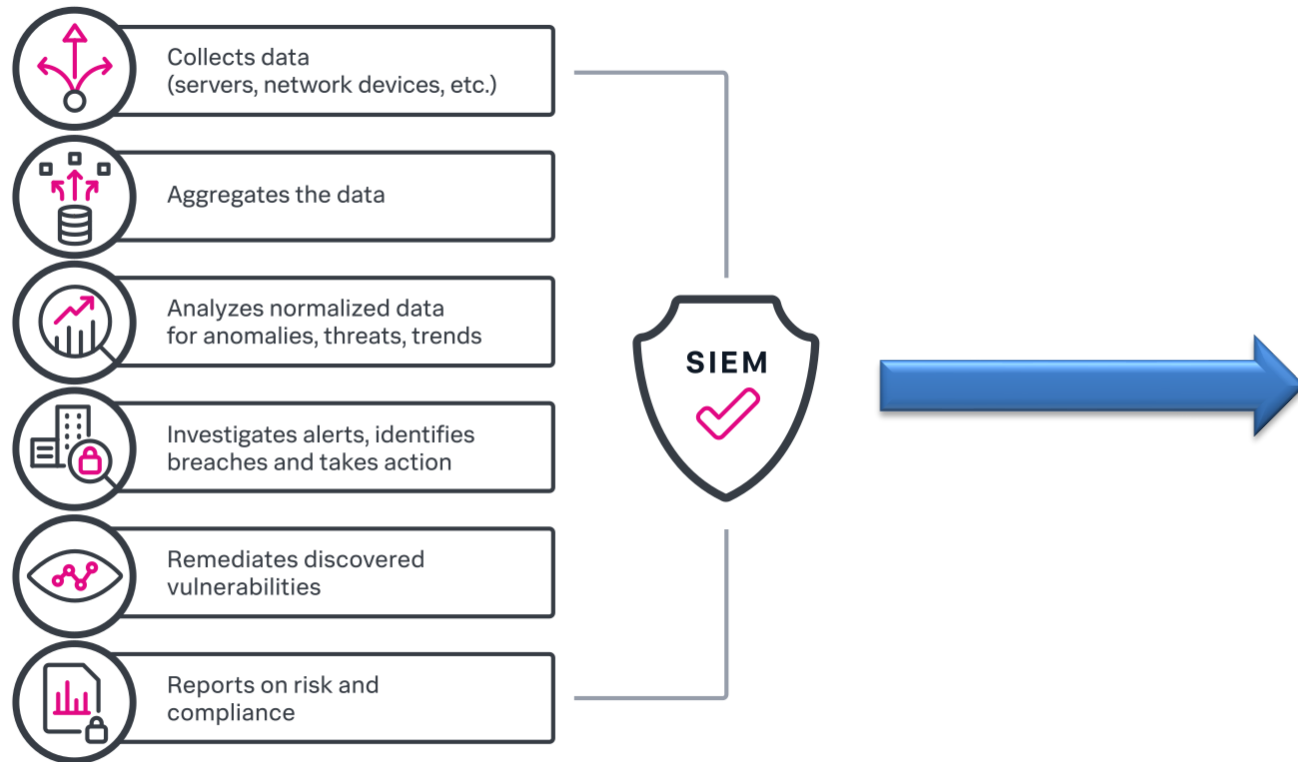 Collects data
(servers, network devices, etc.)
Aggregates the data
Analyzes normalized data
for anomalies, threats, trends
Investigates alerts, identifies
breaches and takes action
Remediates discovered
vulnerabilities
Reports on risk and
compliance
SIEM